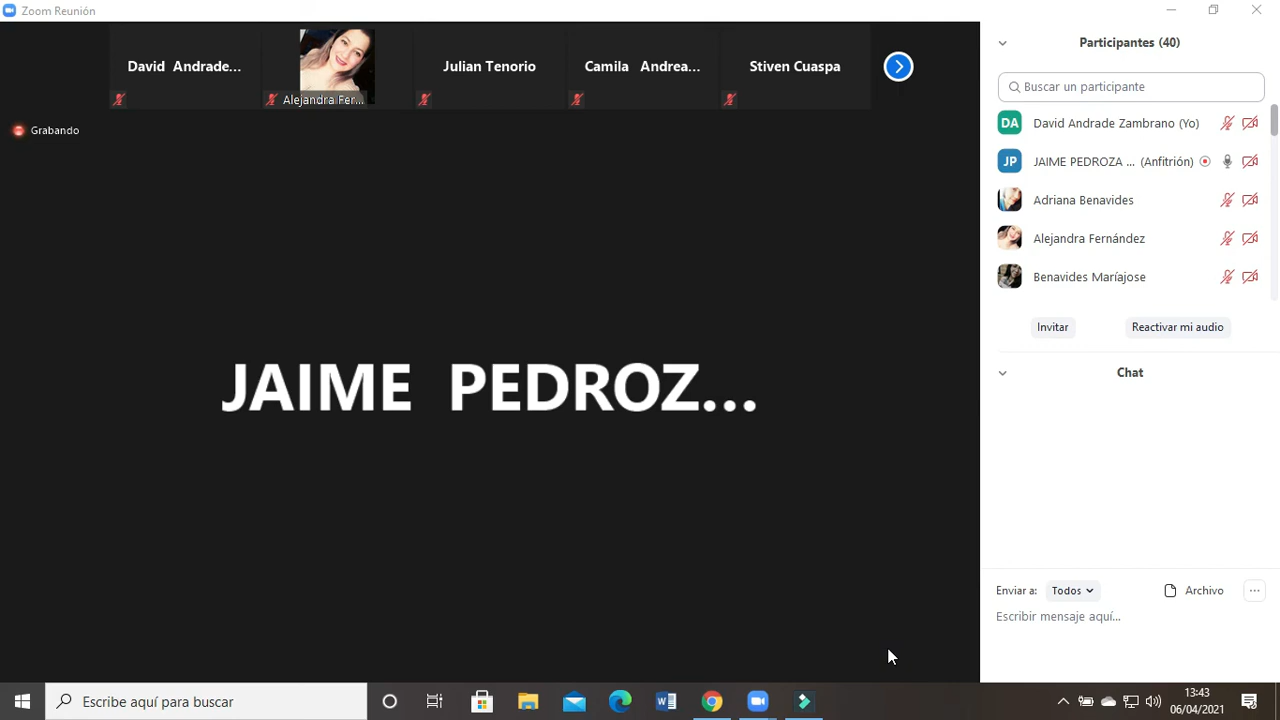 Zoom Reunión
David Andrade...
Alejandra Fer...
Julian Tenorio
Camila Andrea...
Stiven Cuaspa
Grabando
JAIME PEDROZ...
Participantes (40)
Buscar un participante
DA David Andrade Zambrano (Yo)
JP JAIME PEDROZA ... (Anfitrión)
Adriana Benavides
Alejandra Fernández
Benavides Maríajose
Invitar Reactivar mi audio
Chat
Enviar a: Todos Archivo ...
Escribir mensaje aquí...
Escribe aquí para buscar
13:43
06/04/2021